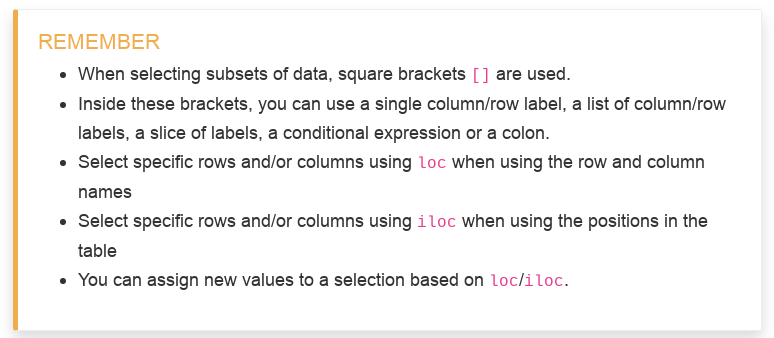 REMEMBER
When selecting subsets of data, square brackets [] are used.
Inside these brackets, you can use a single column/row label, a list of column/row
labels, a slice of labels, a conditional expression or a colon.
Select specific rows and/or columns using loc when using the row and column
names
Select specific rows and/or columns using iloc when using the positions in the
table
You can assign new values to a selection based on loc/iloc.